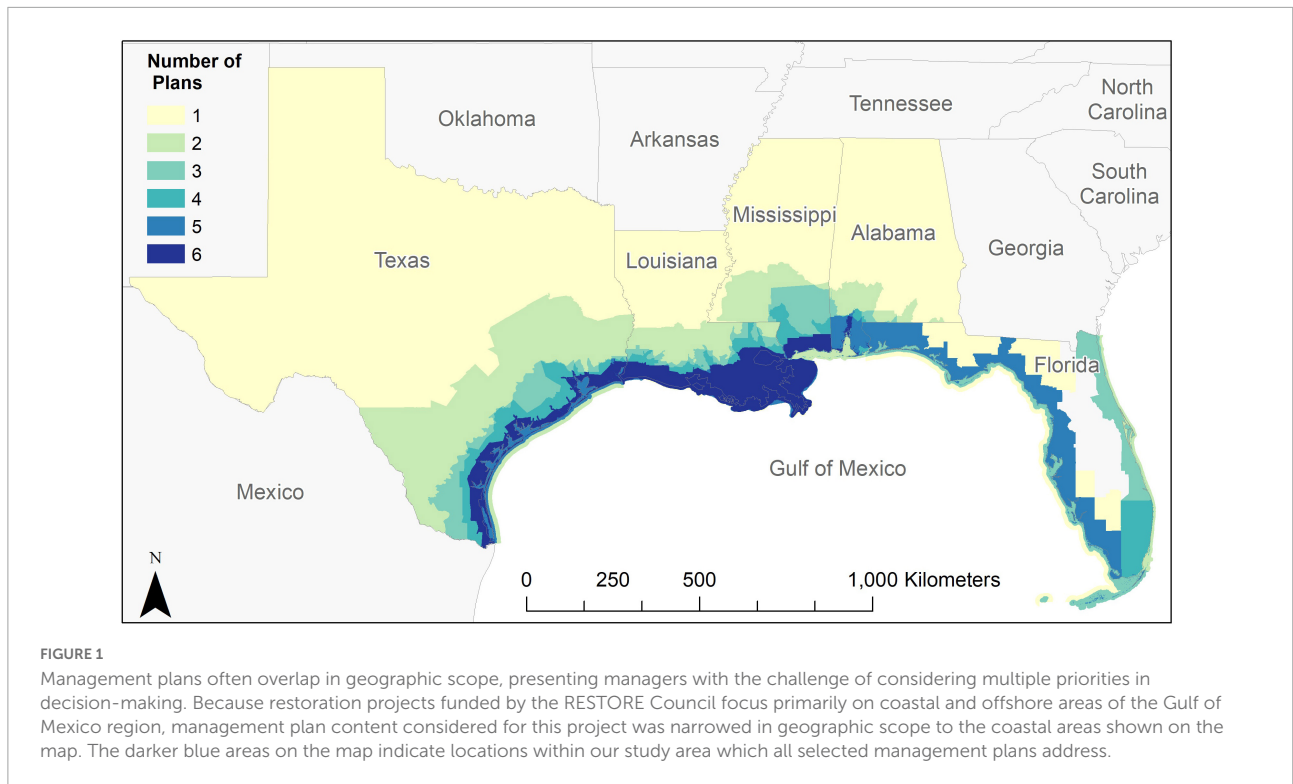 Number of
Plans
1
2
3
4
5
6
Oklahoma
Arkansas
Tennessee
North
Carolina
South
Carolina
Mississippi
Alabama
Georgia
Texas
Louisiana
Florida
Mexico
Gulf of Mexico
N
0 250 500 1,000 Kilometers
FIGURE 1
Management plans often overlap in geographic scope, presenting managers with the challenge of considering multiple priorities in
decision-making. Because restoration projects funded by the RESTORE Council focus primarily on coastal and offshore areas of the Gulf of
Mexico region, management plan content considered for this project was narrowed in geographic scope to the coastal areas shown on the
map. The darker blue areas on the map indicate locations within our study area which all selected management plans address.